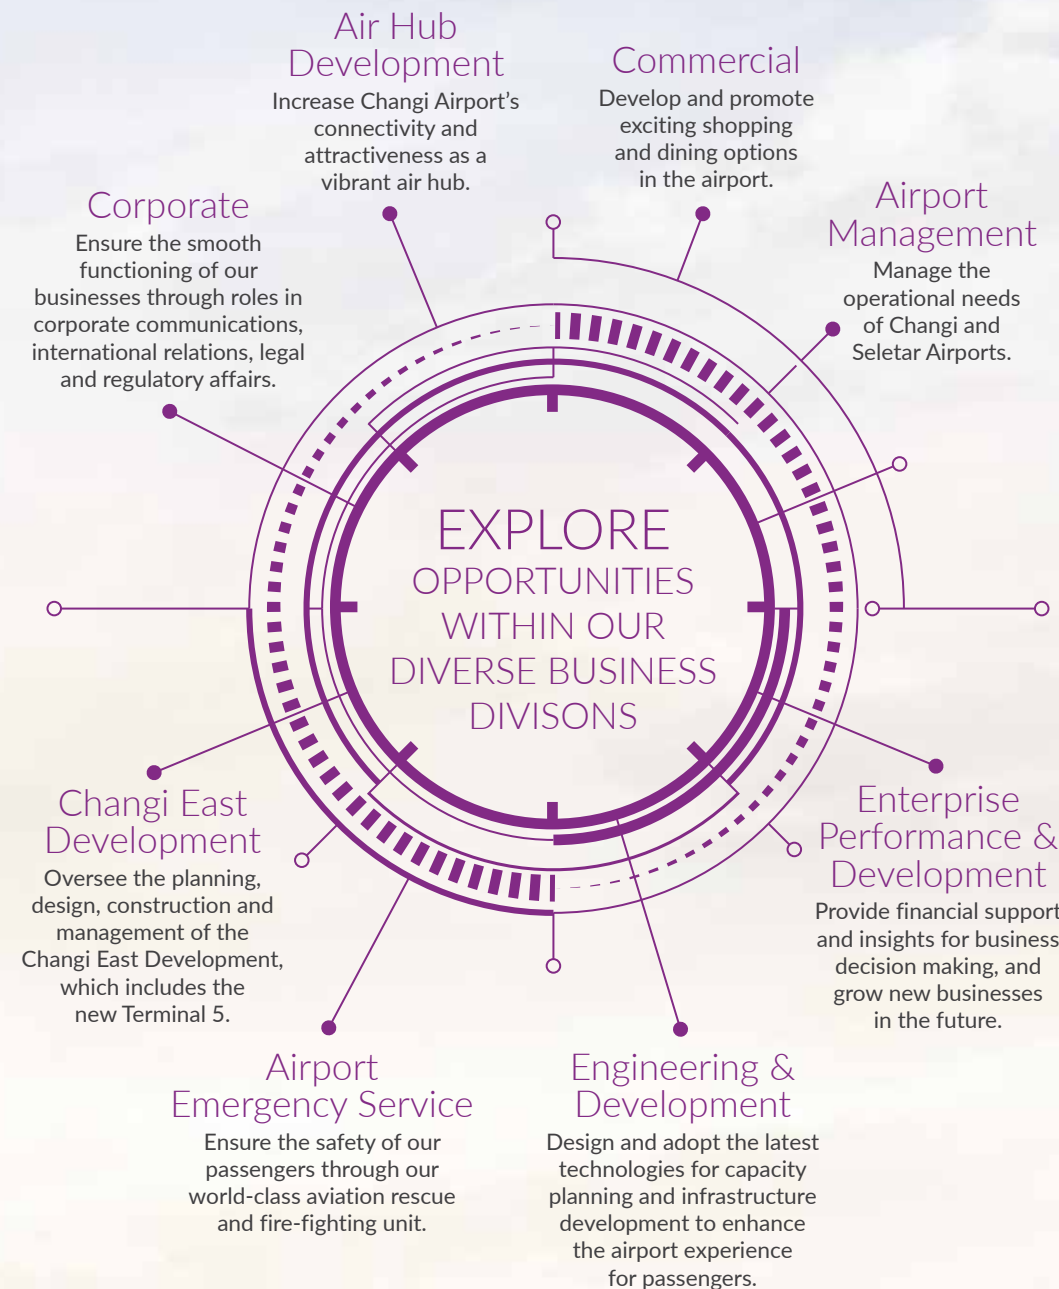 Air Hub
Development
Increase Changi Airport’s
connectivity and
attractiveness as a
vibrant air hub.
Commercial
Develop and promote
exciting shopping
and dining options
in the airport.
Airport
Management
Manage the
operational needs
of Changi and
Seletar Airports.
Corporate
Ensure the smooth
functioning of our
businesses through roles in
corporate communications,
international relations, legal
and regulatory affairs.
EXPLORE
OPPORTUNITIES
WITHIN OUR
DIVERSE BUSINESS
DIVISONS
Changi East
Development
Oversee the planning,
design, construction and
management of the
Changi East Development,
which includes the
new Terminal 5.
Enterprise
Performance &
Development
Provide financial support
and insights for business
decision making, and
grow new businesses
in the future.
Airport
Emergency Service
Ensure the safety of our
passengers through our
world-class aviation rescue
and fire-fighting unit.
Engineering &
Development
Design and adopt the latest
technologies for capacity
planning and infrastructure
development to enhance
the airport experience
for passengers.